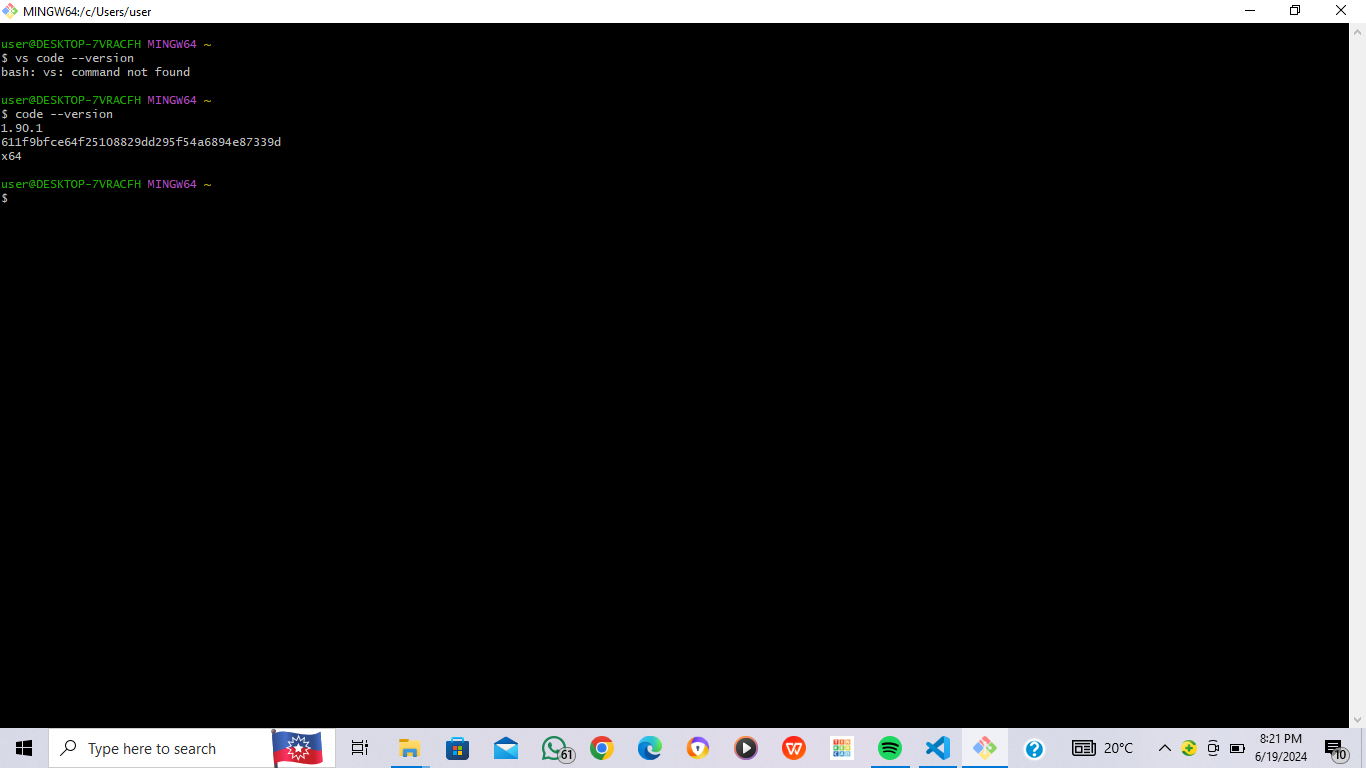 MINGW64:/c/Users/user
user@DESKTOP-7VRACFH MINGW64 ~
$ vs code --version
bash: vs: command not found
user@DESKTOP-7VRACFH MINGW64 ~
$ code --version
1.90.1
611f9bfce64f25108829dd295f54a6894e87339d
x64
user@DESKTOP-7VRACFH MINGW64 ~
$
Type here to search
61
W
20°C
8:21 PM
6/19/2024
10